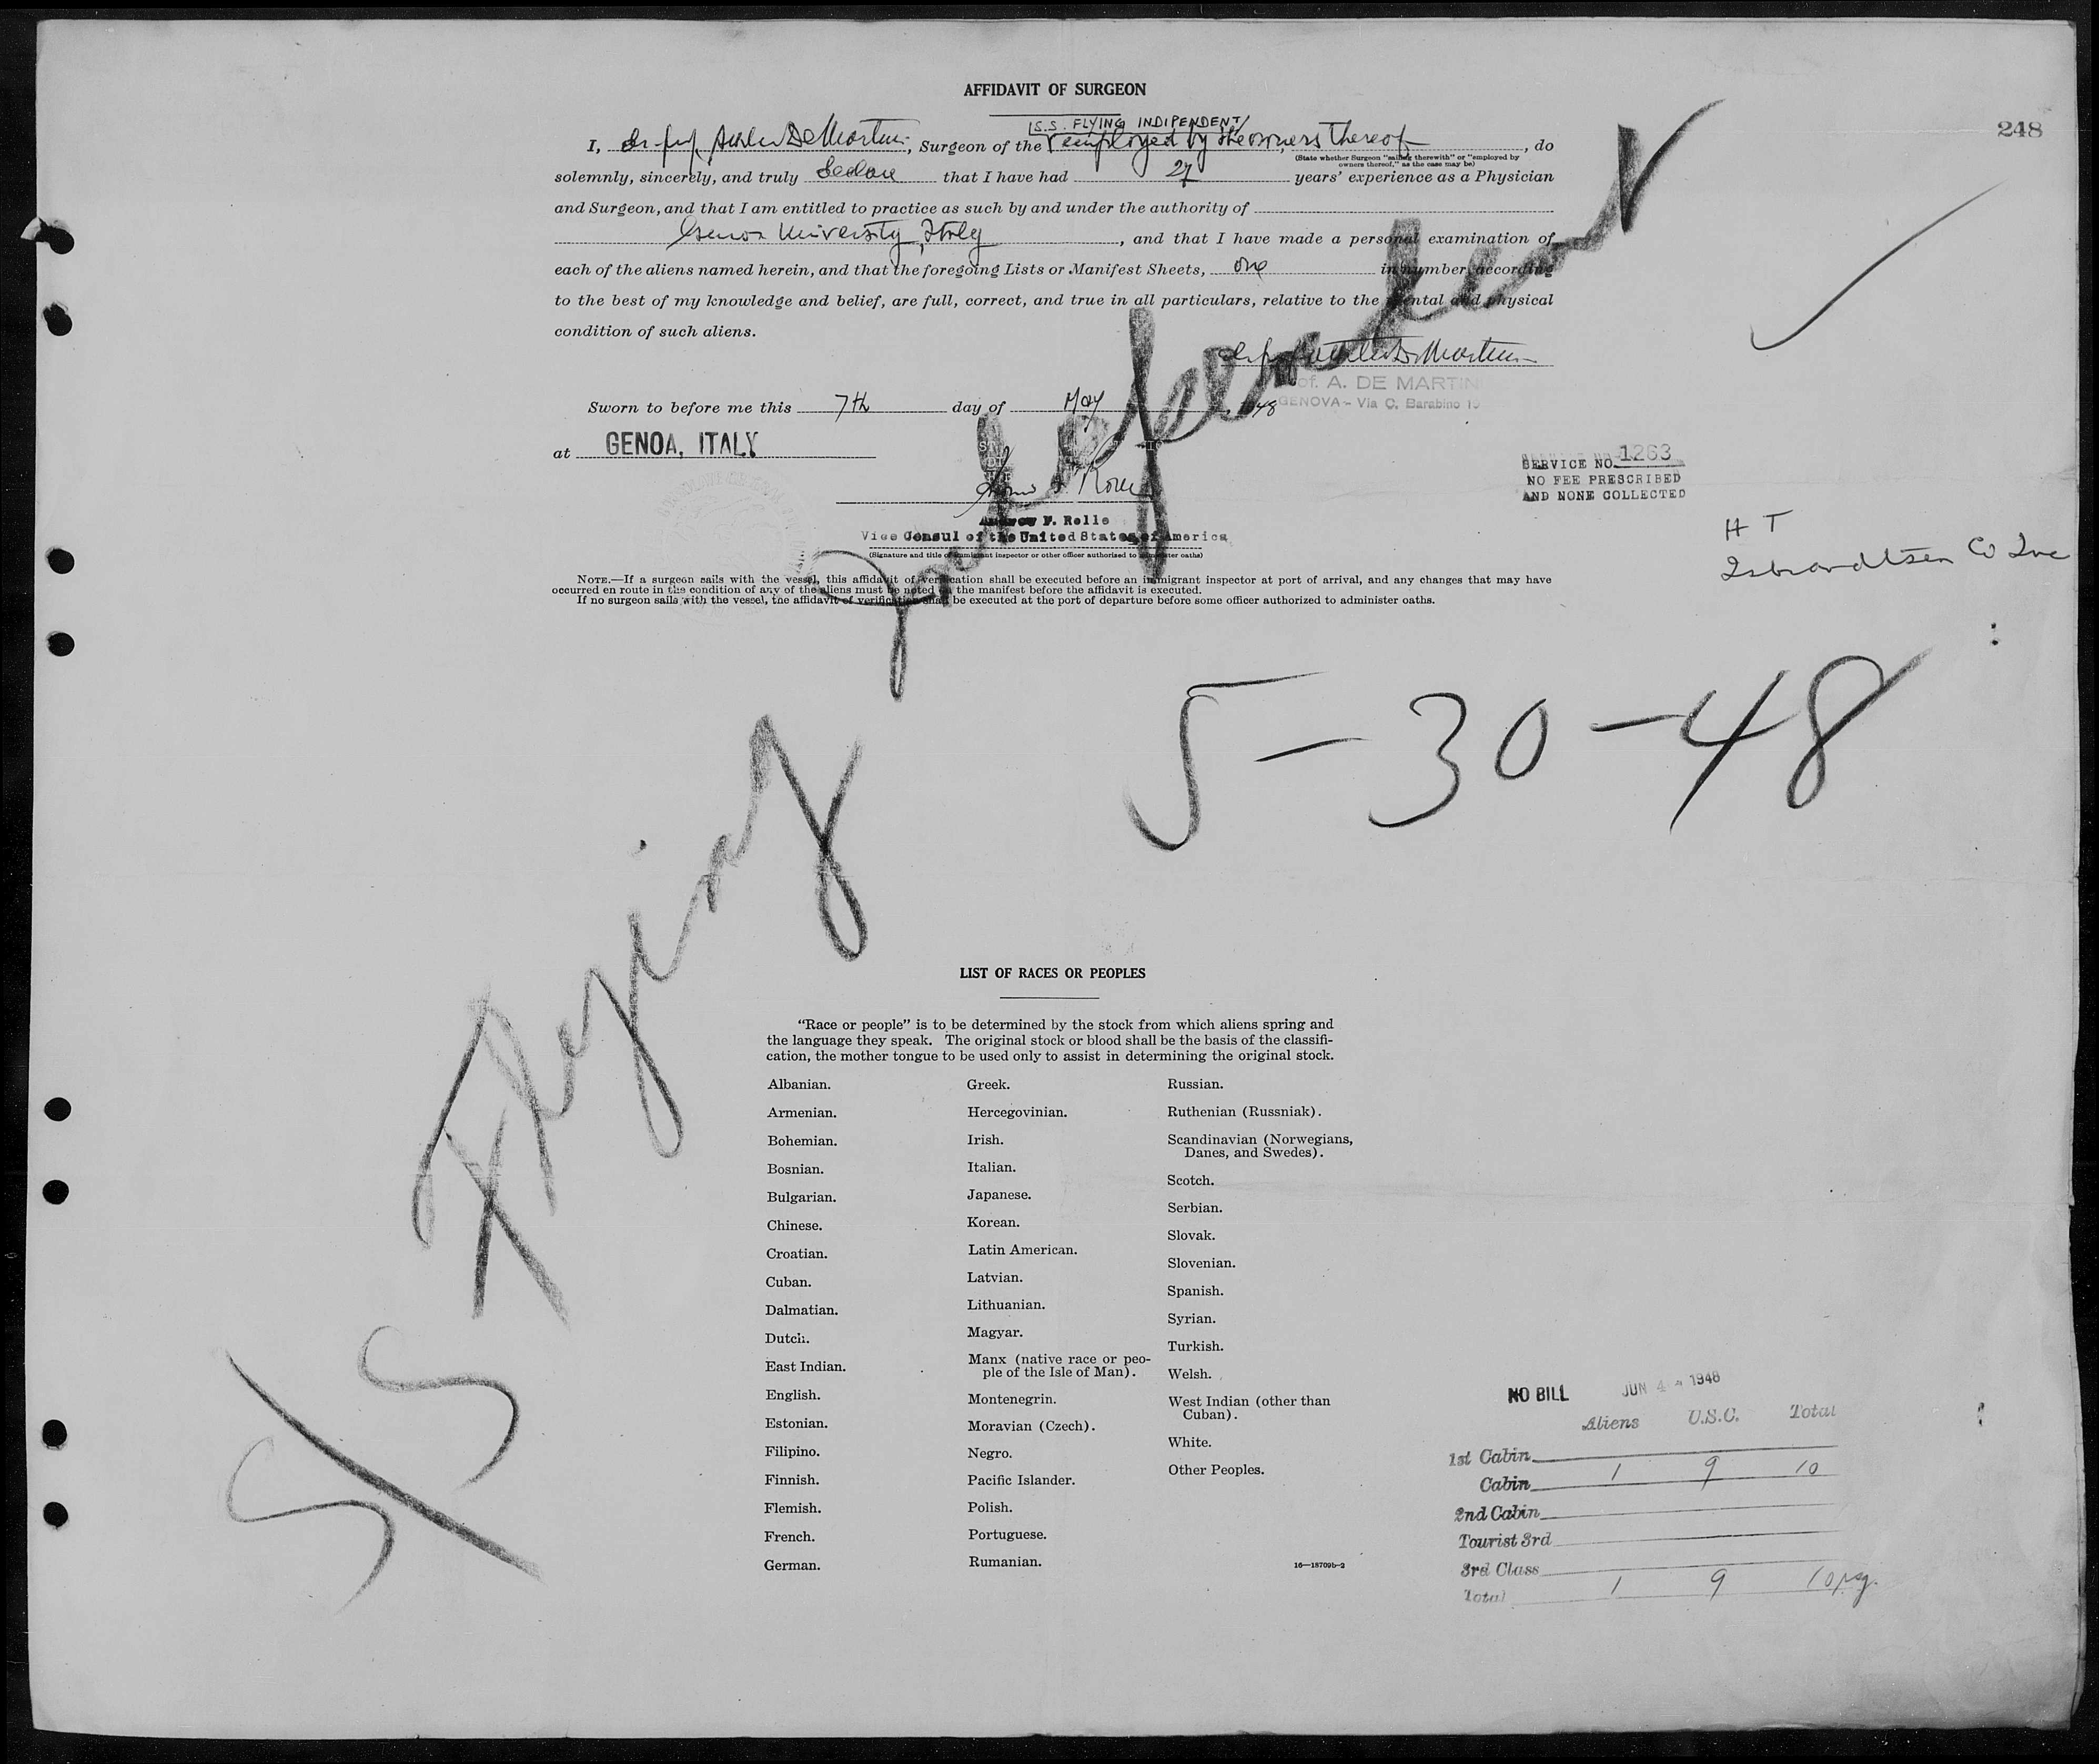 AFFIDAVIT OF SURGEON
248
(S.S. FLYING INDIPENDENT)
I, Dr. prof. De Martini, Surgeon of the employed by the owners thereof, do
(State whether Surgeon "sailing therewith" or "employed by
owners thereof," as the case may be)
solemnly, sincerely, and truly declare that I have had 27 years' experience as a Physician
and Surgeon, and that I am entitled to practice as such by and under the authority of
Genoa University, Italy, and that I have made a personal examination of
each of the aliens named herein, and that the foregoing Lists or Manifest Sheets, one in number, according
to the best of my knowledge and belief, are full, correct, and true in all particulars, relative to the mental and physical
condition of such aliens.
De Martini
Prof. A. DE MARTINI
GENOVA - Via C. Barabino
Sworn to before me this 7th day of May, 1948
at GENOA, ITALY
SERVICE NO. 1263
NO FEE PRESCRIBED
AND NONE COLLECTED
Andrew F. Rolle
Vice Consul of the United States of America
(Signature and title of immigrant inspector or other officer authorized to administer oaths)
H T
Isbrandtsen Co Inc
NOTE.—If a surgeon sails with the vessel, this affidavit of verification shall be executed before an immigrant inspector at port of arrival, and any changes that may have
occurred en route in the condition of any of the aliens must be noted on the manifest before the affidavit is executed.
If no surgeon sails with the vessel, the affidavit of verification shall be executed at the port of departure before some officer authorized to administer oaths.
S/S Flying Independent
5-30-48
LIST OF RACES OR PEOPLES
"Race or people" is to be determined by the stock from which aliens spring and
the language they speak. The original stock or blood shall be the basis of the classifi-
cation, the mother tongue to be used only to assist in determining the original stock.
Albanian.
Armenian.
Bohemian.
Bosnian.
Bulgarian.
Chinese.
Croatian.
Cuban.
Dalmatian.
Dutch.
East Indian.
English.
Estonian.
Filipino.
Finnish.
Flemish.
French.
German.
Greek.
Hercegovinian.
Irish.
Italian.
Japanese.
Korean.
Latin American.
Latvian.
Lithuanian.
Magyar.
Manx (native race or peo-
ple of the Isle of Man).
Montenegrin.
Moravian (Czech).
Negro.
Pacific Islander.
Polish.
Portuguese.
Rumanian.
Russian.
Ruthenian (Russniak).
Scandinavian (Norwegians,
Danes, and Swedes).
Scotch.
Serbian.
Slovak.
Slovenian.
Spanish.
Syrian.
Turkish.
Welsh.
West Indian (other than
Cuban).
White.
Other Peoples.
16—18709b-2
NO BILL JUN 4 - 1948
Aliens U.S.C. Total
1st Cabin
Cabin 1 9 10
2nd Cabin
Tourist 3rd
3rd Class
Total 1 9 10 psg.